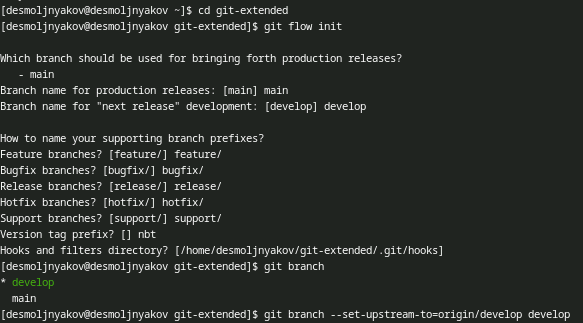 [desmoljnyakov@desmoljnyakov ~]$ cd git-extended
[desmoljnyakov@desmoljnyakov git-extended]$ git flow init

Which branch should be used for bringing forth production releases?
   - main
Branch name for production releases: [main] main
Branch name for "next release" development: [develop] develop

How to name your supporting branch prefixes?
Feature branches? [feature/] feature/
Bugfix branches? [bugfix/] bugfix/
Release branches? [release/] release/
Hotfix branches? [hotfix/] hotfix/
Support branches? [support/] support/
Version tag prefix? [] nbt
Hooks and filters directory? [/home/desmoljnyakov/git-extended/.git/hooks]
[desmoljnyakov@desmoljnyakov git-extended]$ git branch
* develop
  main
[desmoljnyakov@desmoljnyakov git-extended]$ git branch --set-upstream-to=origin/develop develop